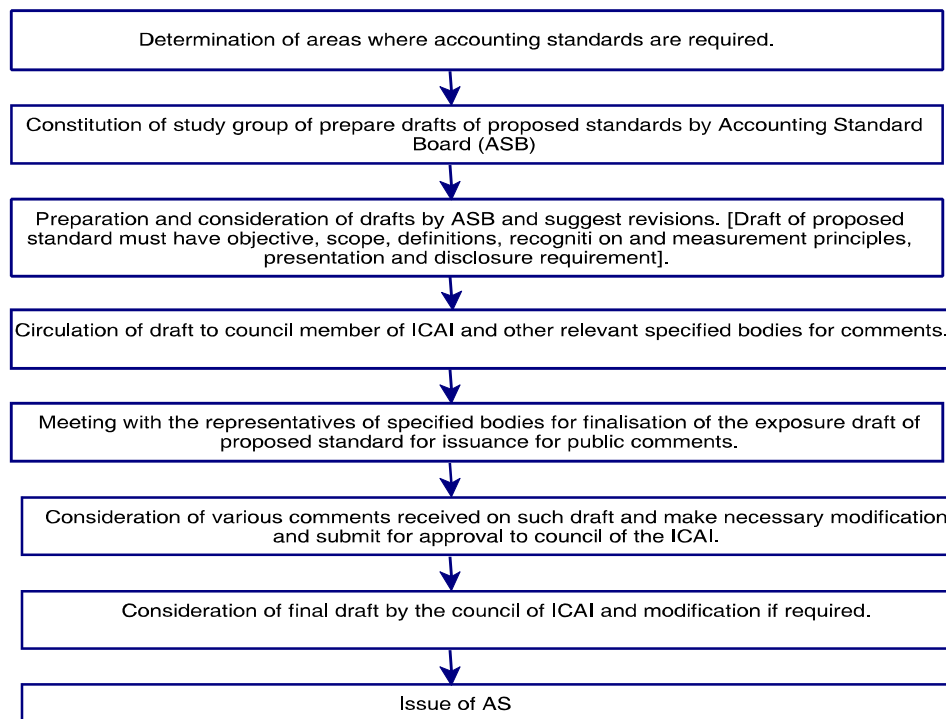 Determination of areas where accounting standards are required.
Constitution of study group of prepare drafts of proposed standards by Accounting Standard
Board (ASB)
Preparation and consideration of drafts by ASB and suggest revisions. [Draft of proposed
standard must have objective, scope, definitions, recogniti on and measurement principles,
presentation and disclosure requirement].
Circulation of draft to council member of ICAI and other relevant specified bodies for comments.
Meeting with the representatives of specified bodies for finalisation of the exposure draft of
proposed standard for issuance for public comments.
Consideration of various comments received on such draft and make necessary modification
and submit for approval to council of the ICAI.
Consideration of final draft by the council of ICAI and modification if required.
Issue of AS